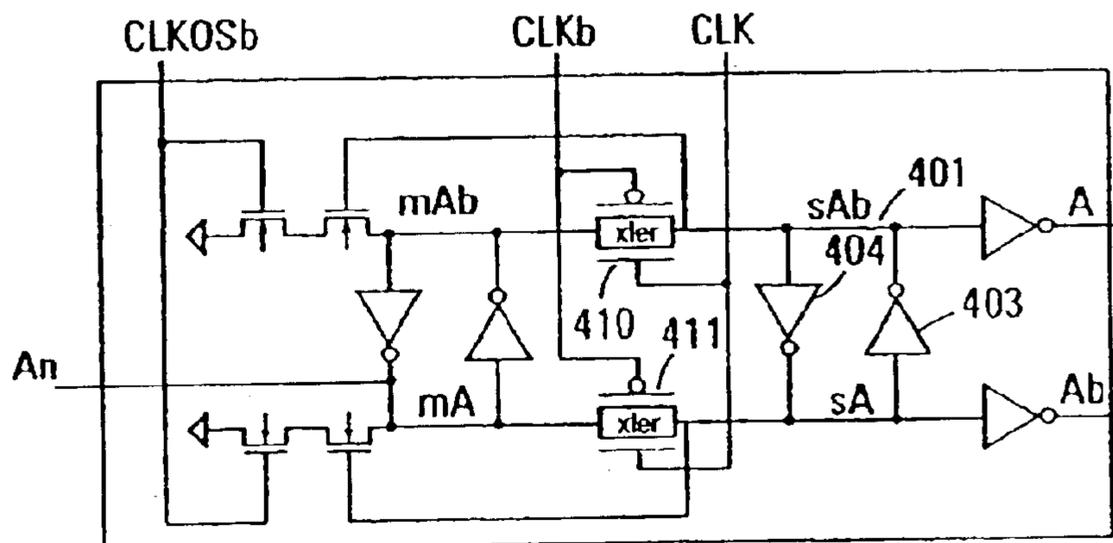 CLKOSb
CLKb
CLK
mAb
xfer
sAb
401
A
404
410
411
403
An
mA
xfer
sA
Ab